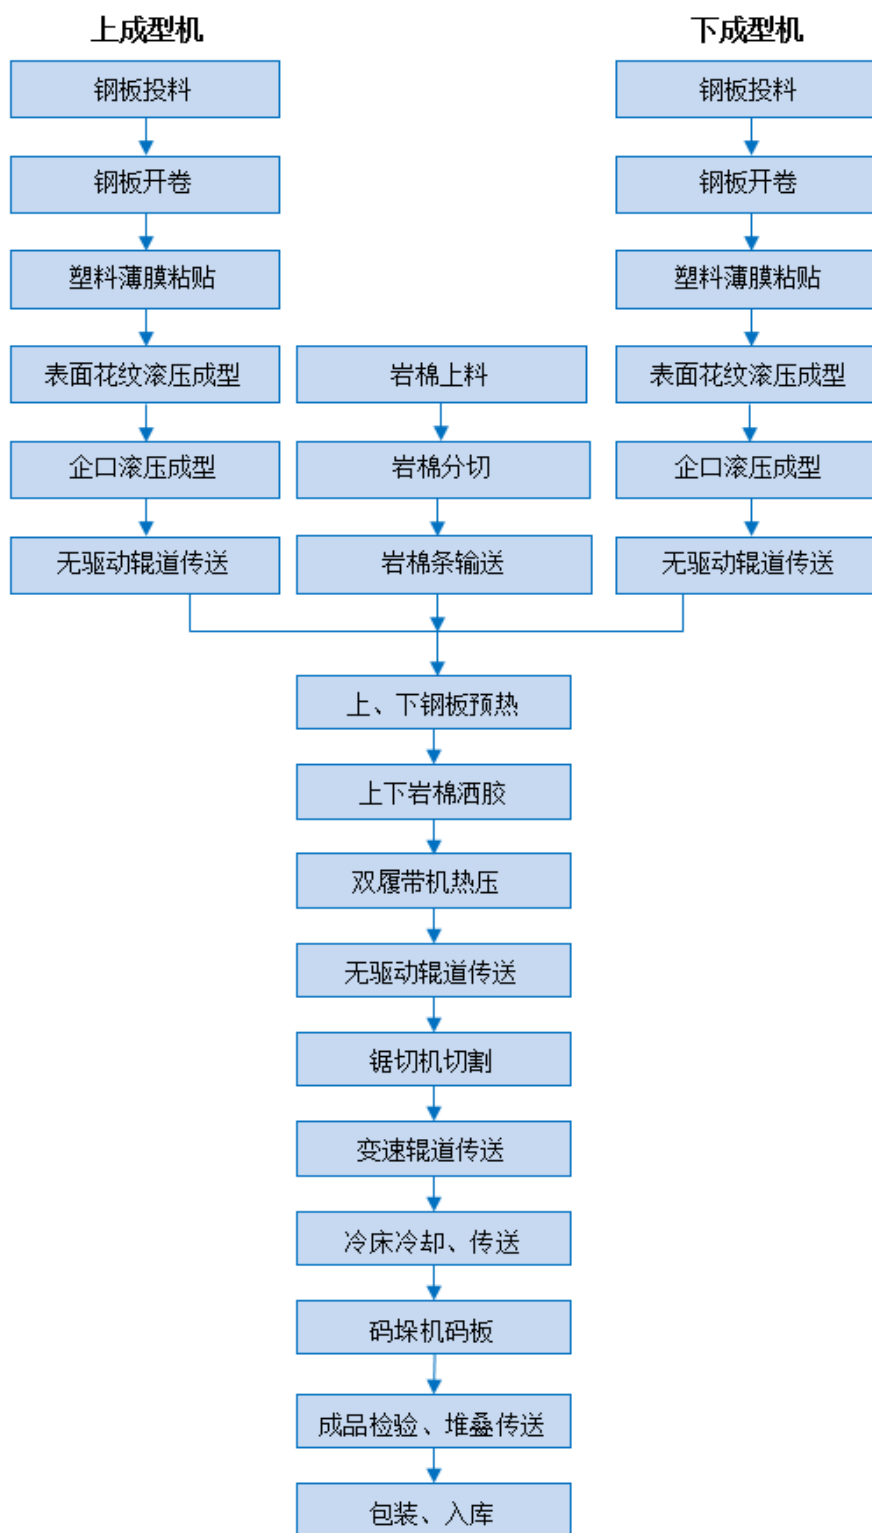 上成型机
下成型机
钢板投料
钢板投料
钢板开卷
钢板开卷
塑料薄膜粘贴
塑料薄膜粘贴
表面花纹滚压成型
岩棉上料
表面花纹滚压成型
企口滚压成型
岩棉分切
企口滚压成型
无驱动辊道传送
岩棉条输送
无驱动辊道传送
上、下钢板预热
上下岩棉洒胶
双履带机热压
无驱动辊道传送
锯切机切割
变速辊道传送
冷床冷却、传送
码垛机码板
成品检验、堆叠传送
包装、入库